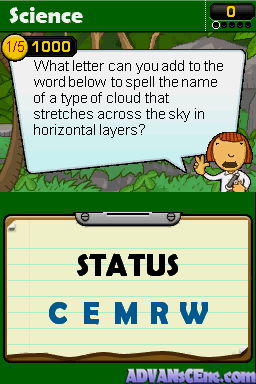 Science
0
1/5 1000
What letter can you add to the
word below to spell the name
of a type of cloud that
stretches across the sky in
horizontal layers?
STATUS
C E M R W
ADVANSCENE.com